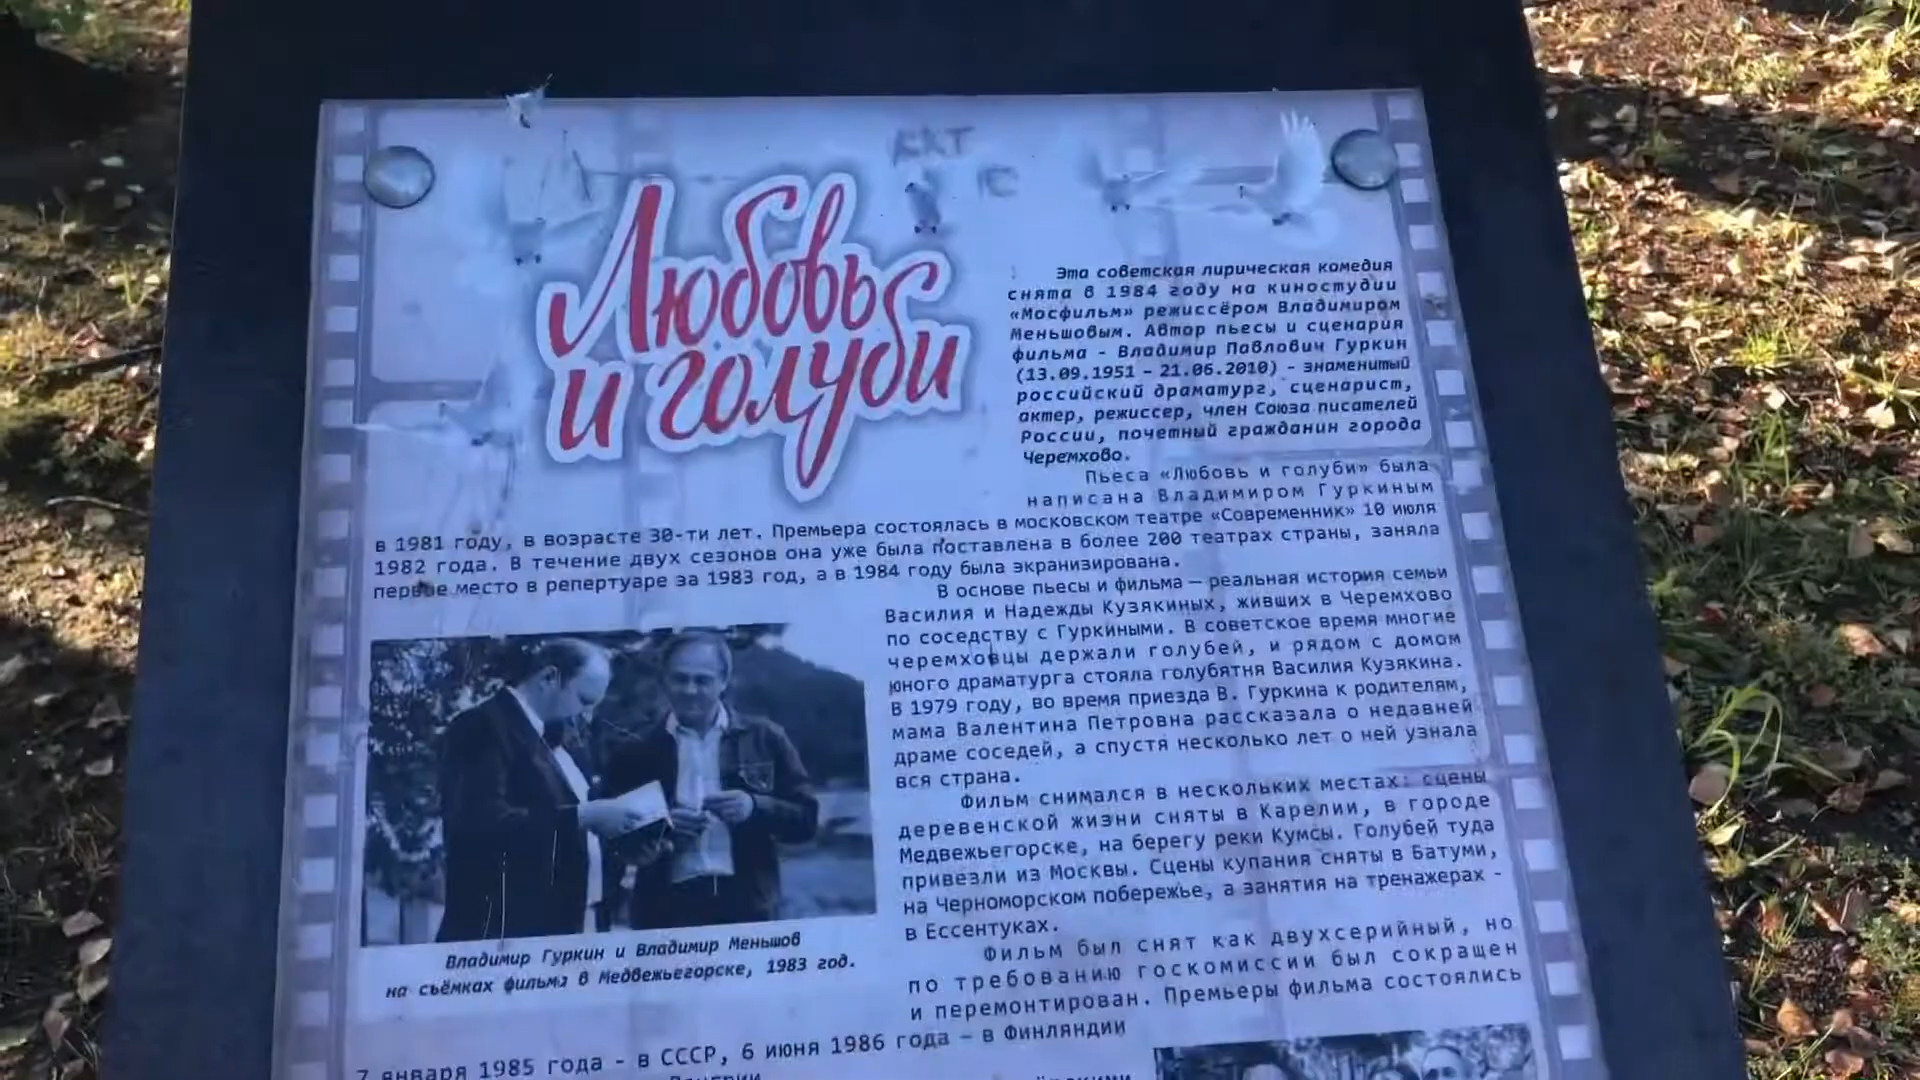 Любовь
и голуби
Эта советская лирическая комедия
снята в 1984 году на киностудии
«Мосфильм» режиссёром Владимиром
Меньшовым. Автор пьесы и сценария
фильма - Владимир Павлович Гуркин
(13.09.1951 - 21.06.2010) - знаменитый
российский драматург, сценарист,
актер, режиссер, член Союза писателей
России, почетный гражданин города
Черемхово.
Пьеса «Любовь и голуби» была
написана Владимиром Гуркиным
в 1981 году, в возрасте 30-ти лет. Премьера состоялась в московском театре «Современник» 10 июля
1982 года. В течение двух сезонов она уже была поставлена в более 200 театрах страны, заняла
первое место в репертуаре за 1983 год, а в 1984 году была экранизирована.
В основе пьесы и фильма — реальная история семьи
Василия и Надежды Кузякиных, живших в Черемхово
по соседству с Гуркиными. В советское время многие
черемховцы держали голубей, и рядом с домом
юного драматурга стояла голубятня Василия Кузякина.
В 1979 году, во время приезда В. Гуркина к родителям,
мама Валентина Петровна рассказала о недавней
драме соседей, а спустя несколько лет о ней узнала
вся страна.
Фильм снимался в нескольких местах: сцены
деревенской жизни сняты в Карелии, в городе
Медвежьегорске, на берегу реки Кумсы. Голубей туда
привезли из Москвы. Сцены купания сняты в Батуми,
на Черноморском побережье, а занятия на тренажерах -
в Ессентуках.
Владимир Гуркин и Владимир Меньшов
на съёмках фильма в Медвежьегорске, 1983 год.
Фильм был снят как двухсерийный, но
по требованию госкомиссии был сокращен
и перемонтирован. Премьеры фильма состоялись
7 января 1985 года - в СССР, 6 июня 1986 года - в Финляндии